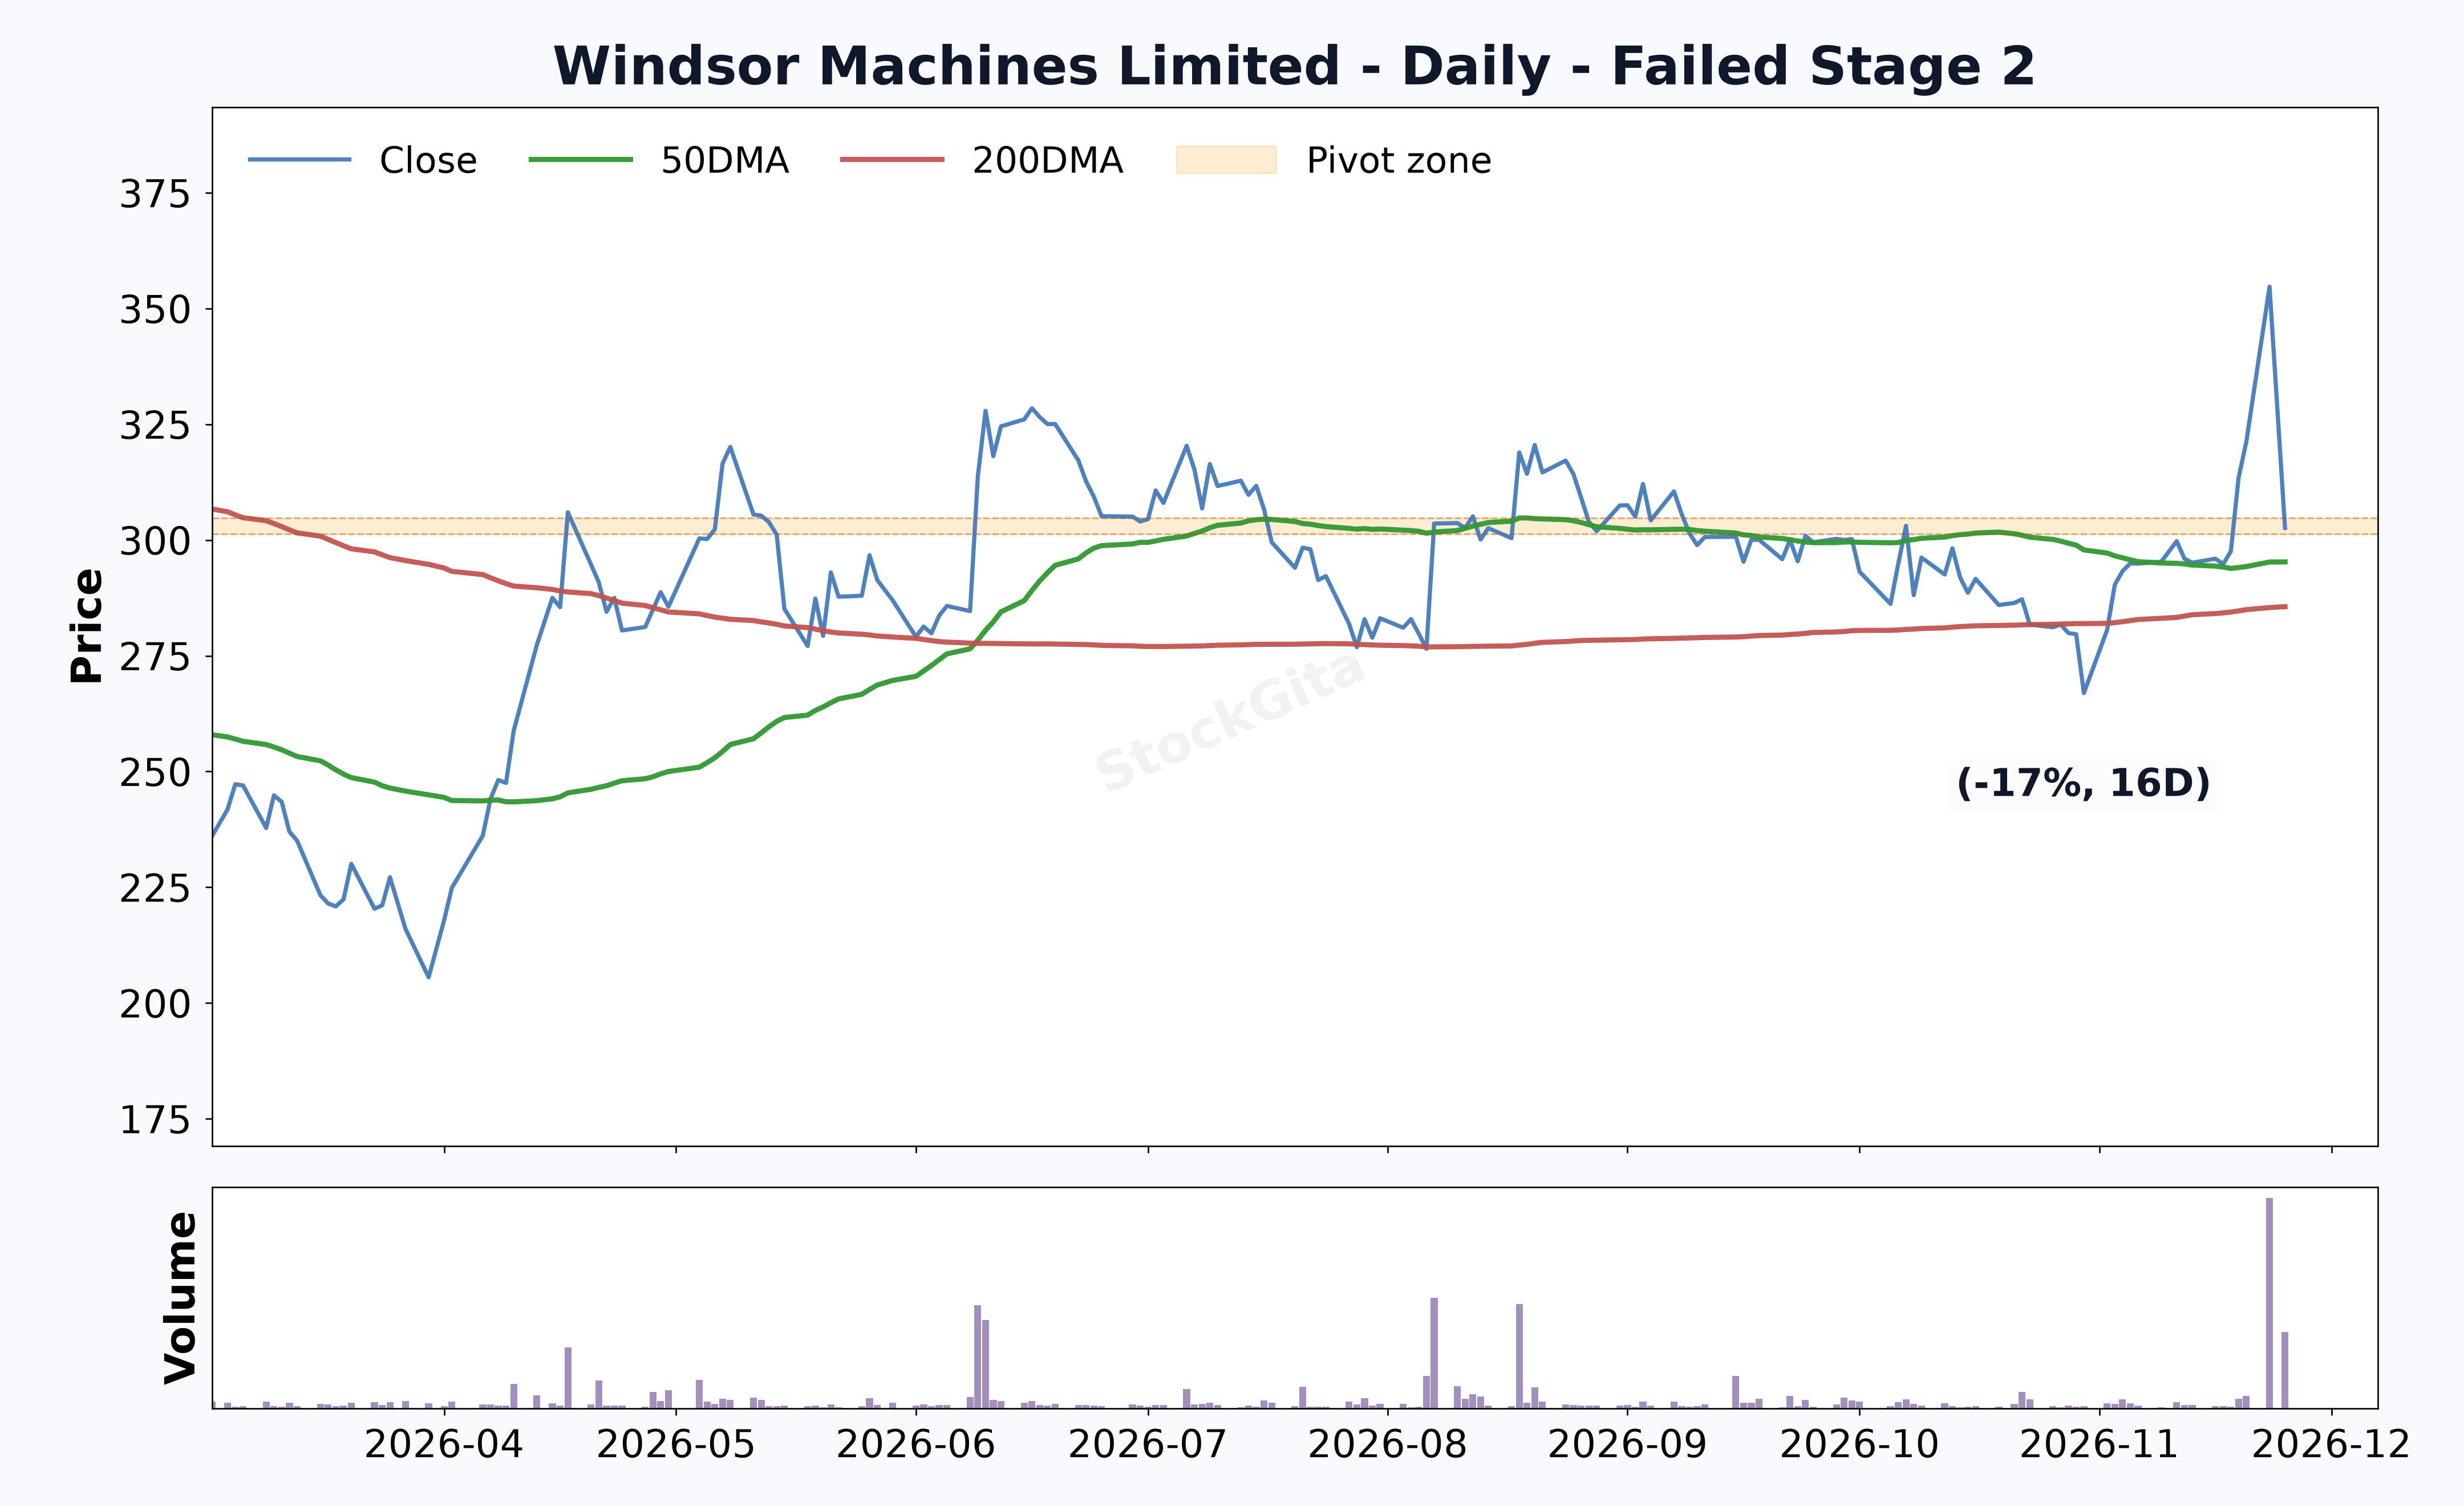 Windsor Machines Limited - Daily - Failed Stage 2
Close 50DMA 200DMA Pivot zone
Price
375
350
325
300
275
250
225
200
175
StockGita
(-17%, 16D)
Volume
2026-04 2026-05 2026-06 2026-07 2026-08 2026-09 2026-10 2026-11 2026-12